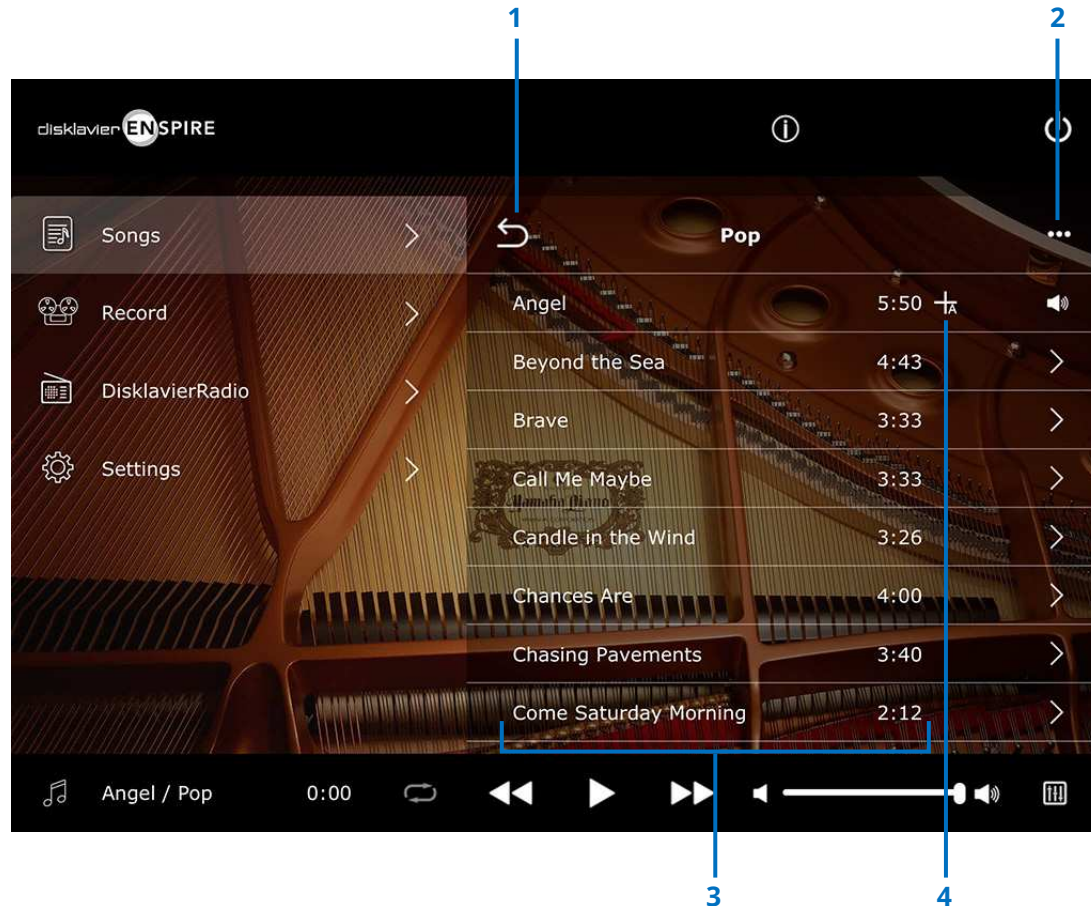 1 2
disklavier ENSPIRE
Songs
Record
DisklavierRadio
Settings
Pop
Angel 5:50 A
Beyond the Sea 4:43
Brave 3:33
Call Me Maybe 3:33
Yamaha Piano
Candle in the Wind 3:26
Chances Are 4:00
Chasing Pavements 3:40
Come Saturday Morning 2:12
Angel / Pop 0:00
3 4